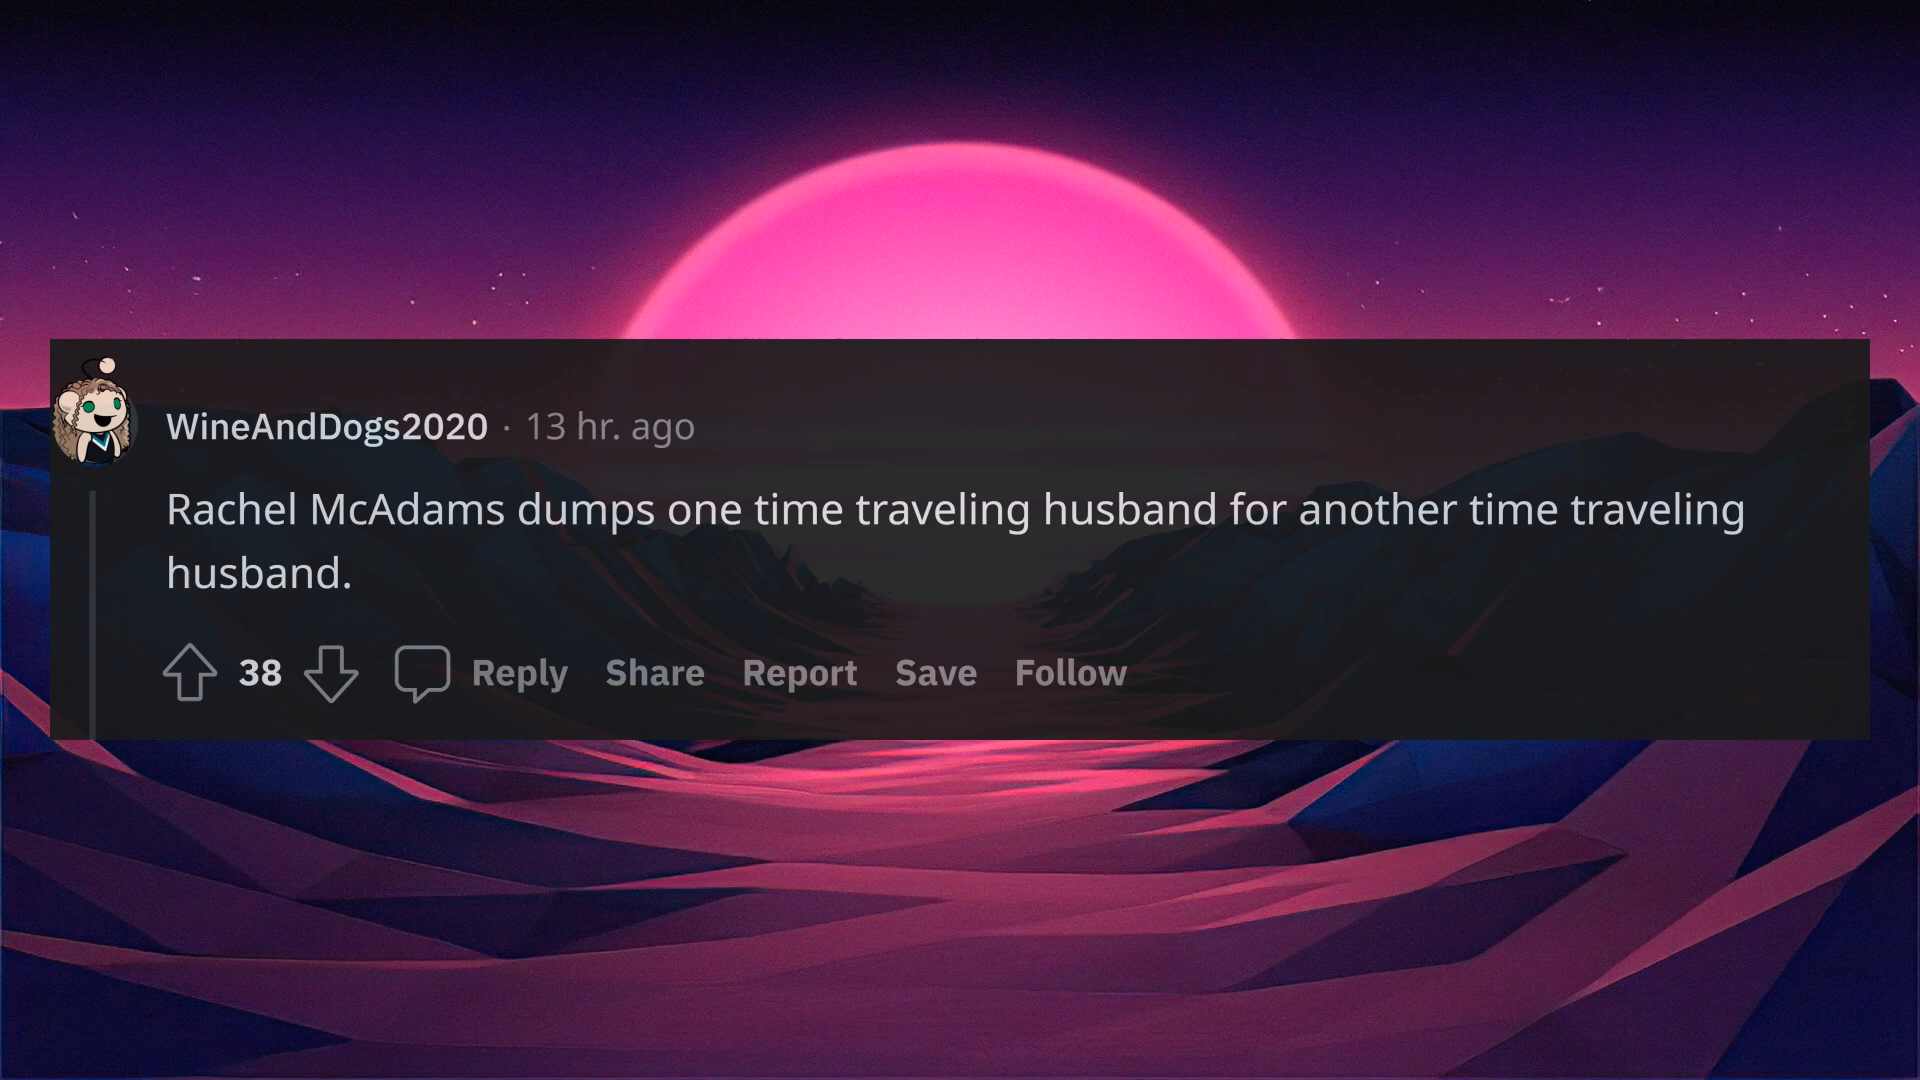 WineAndDogs2020 · 13 hr. ago
Rachel McAdams dumps one time traveling husband for another time traveling
husband.
38 Reply Share Report Save Follow